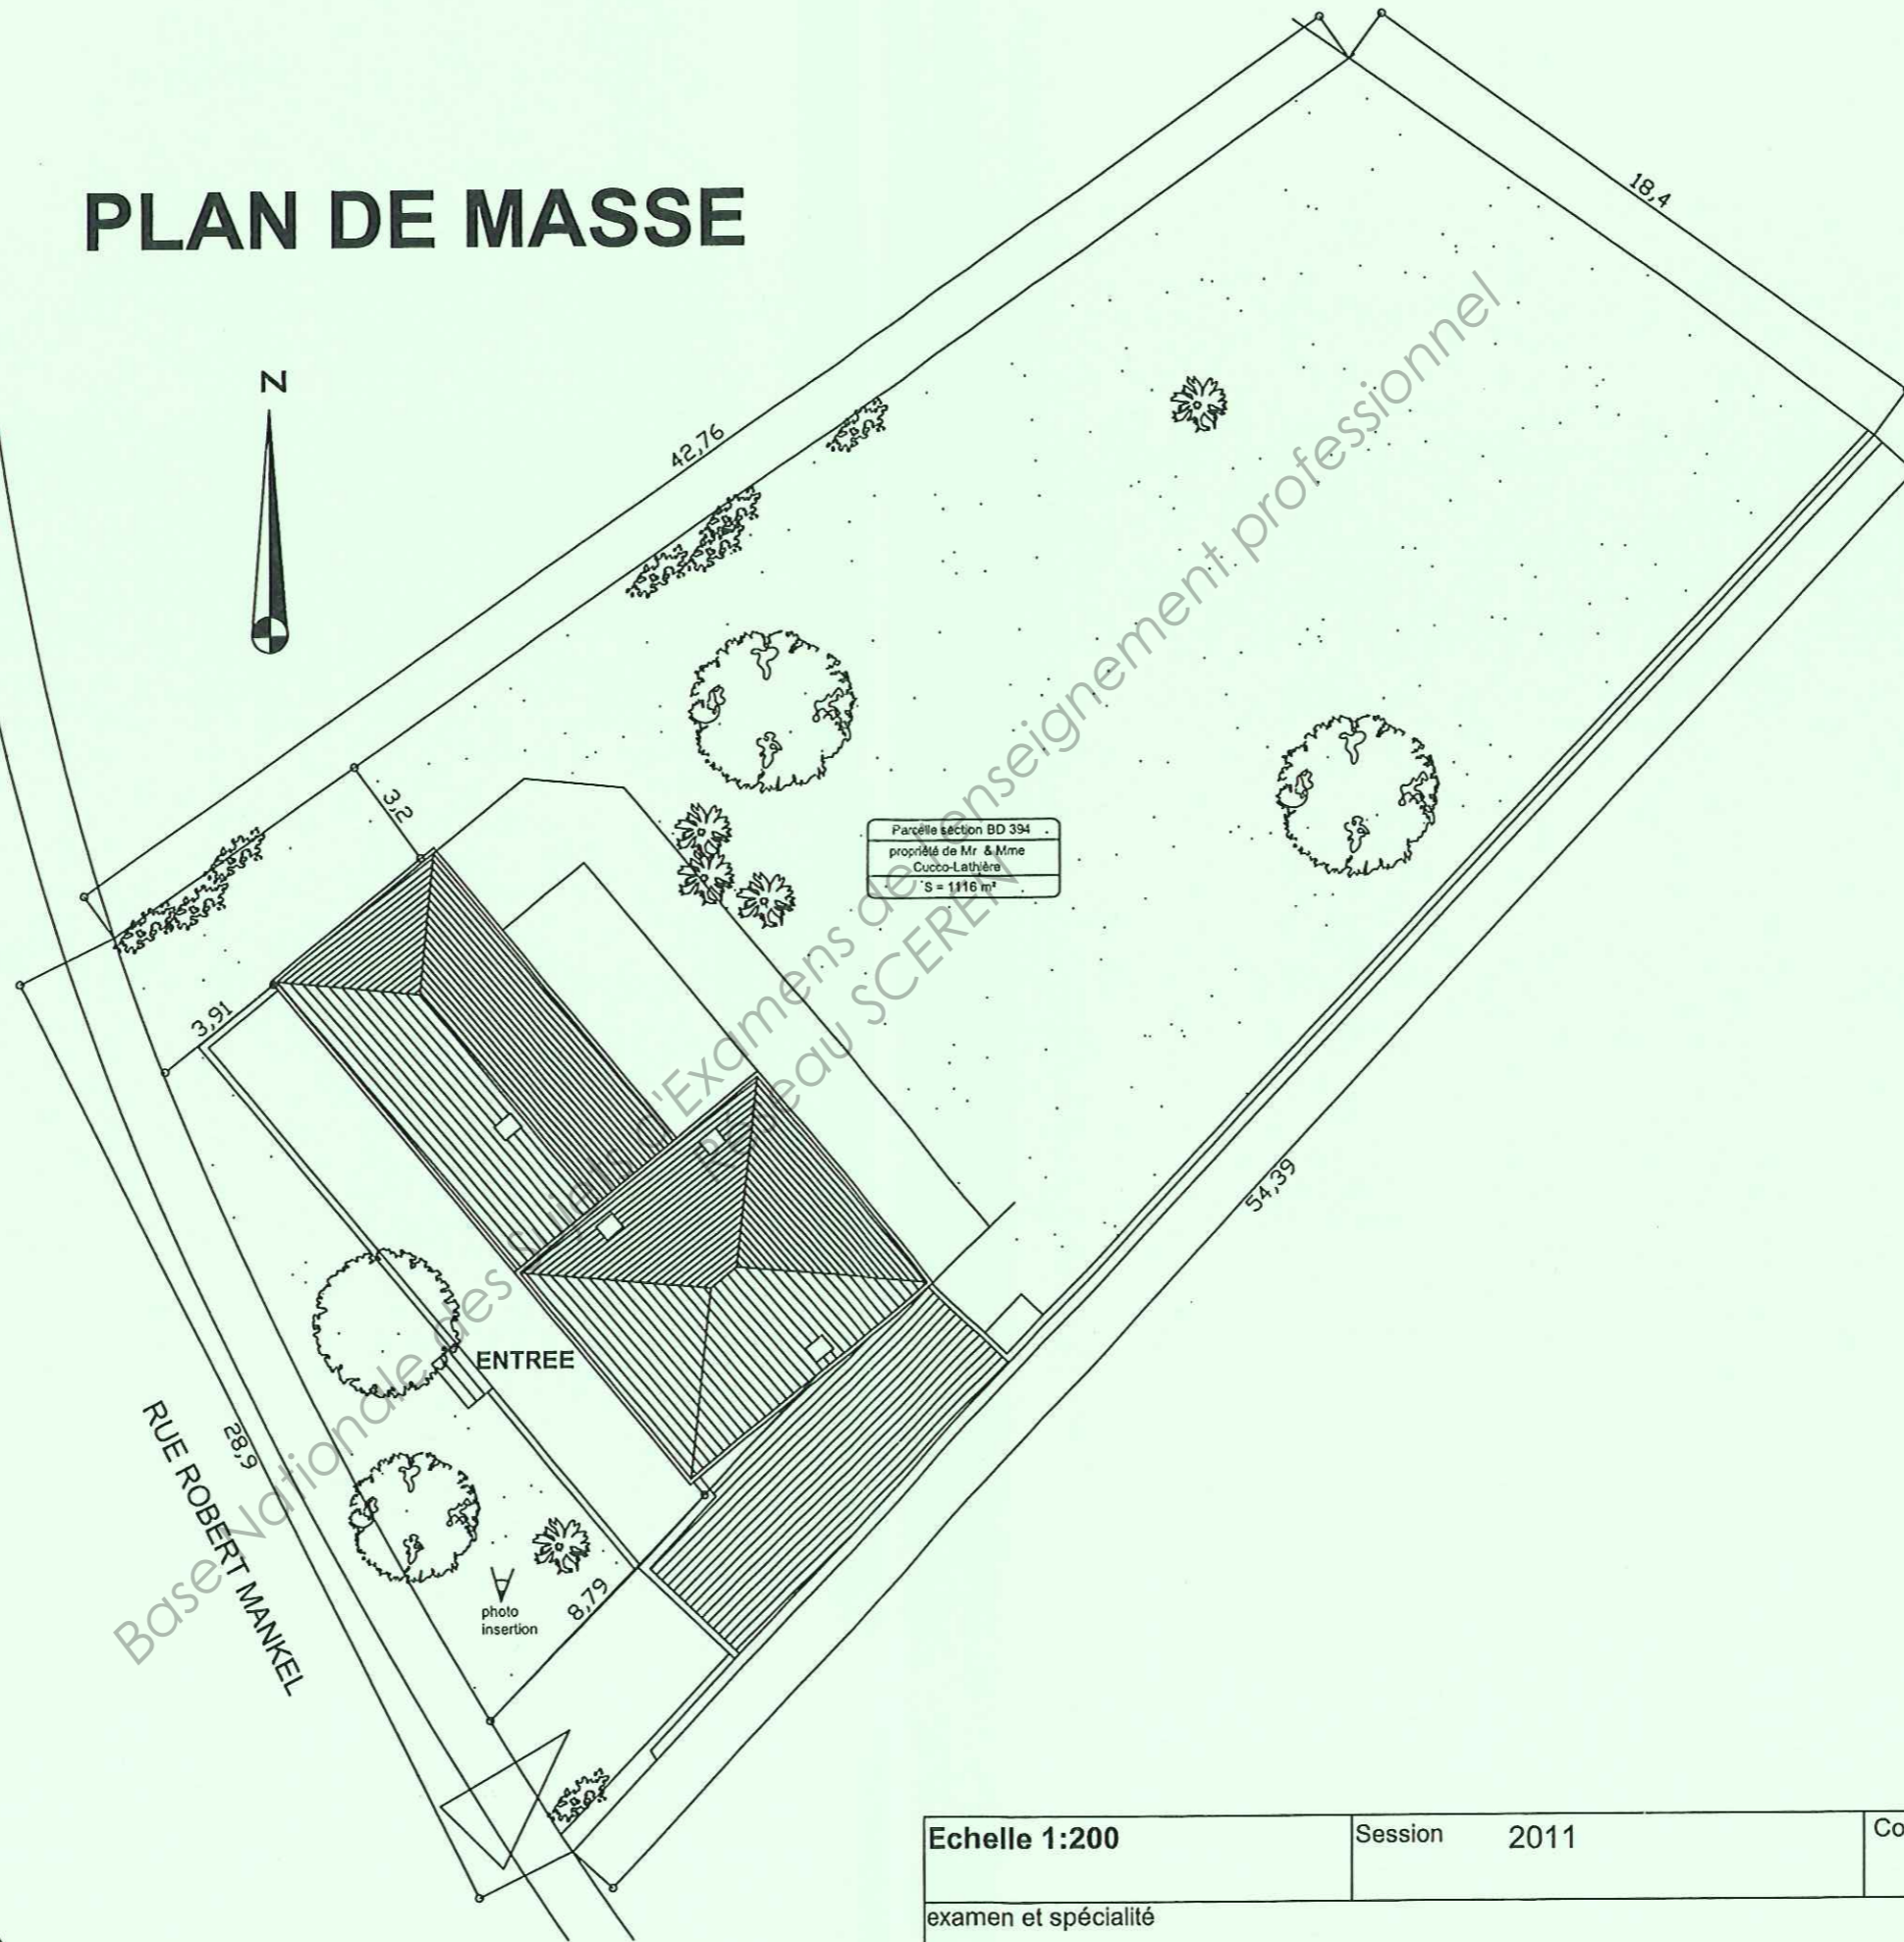 PLAN DE MASSE
N
18,4
42,76
3,2
Parcelle section BD 394
propriété de Mr & Mme
Cucco-Lathière
S = 1116 m²
3,91
54,39
ENTREE
RUE ROBERT MANKEL
28,9
photo
insertion
8,79
Base Nationale des Sujets d'Examens de l'enseignement professionnel
Réseau SCEREN
Echelle 1:200
Session 2011
Co
examen et spécialité